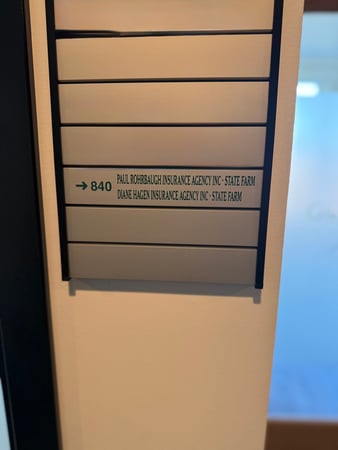 → 840 PAUL ROHRBAUGH INSURANCE AGENCY INC · STATE FARM
DIANE HAGEN INSURANCE AGENCY INC · STATE FARM